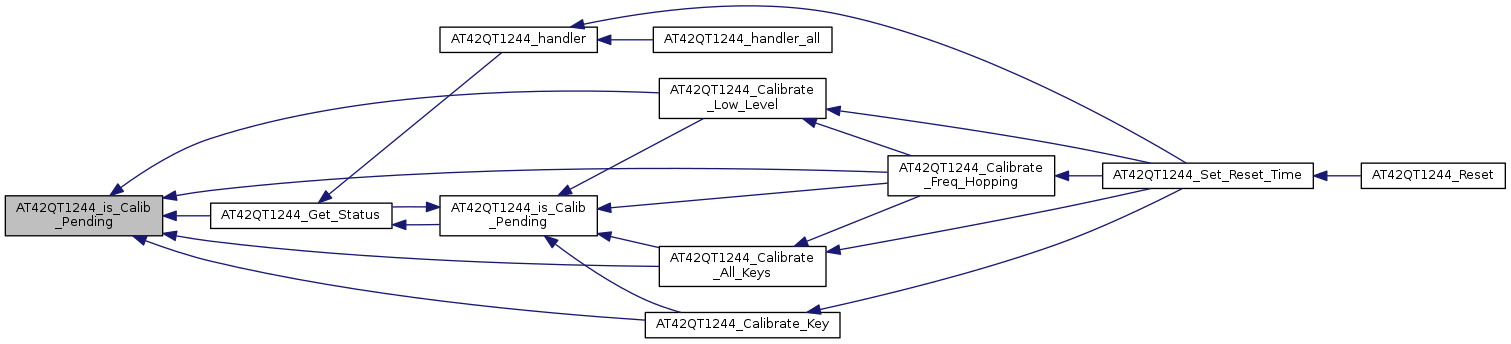 AT42QT1244_handler
AT42QT1244_handler_all
AT42QT1244_Calibrate
_Low_Level
AT42QT1244_Calibrate
_Freq_Hopping
AT42QT1244_Set_Reset_Time
AT42QT1244_Reset
AT42QT1244_is_Calib
_Pending
AT42QT1244_Get_Status
AT42QT1244_is_Calib
_Pending
AT42QT1244_Calibrate
_All_Keys
AT42QT1244_Calibrate_Key